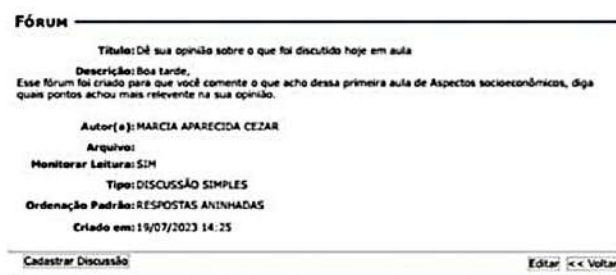 FÓRUM
Título: Dê sua opinião sobre o que foi discutido hoje em aula
Descrição: Boa tarde,
Esse fórum foi criado para que você comente o que acho dessa primeira aula de Aspectos socioeconômicos, diga
quais pontos achou mais relevente na sua opinião.
Autor(a): MARCIA APARECIDA CEZAR
Arquivo:
Monitorar Leitura: SIM
Tipo: DISCUSSÃO SIMPLES
Ordenação Padrão: RESPOSTAS ANINHADAS
Criado em: 19/07/2023 14:25
Cadastrar Discussão Editar << Voltar